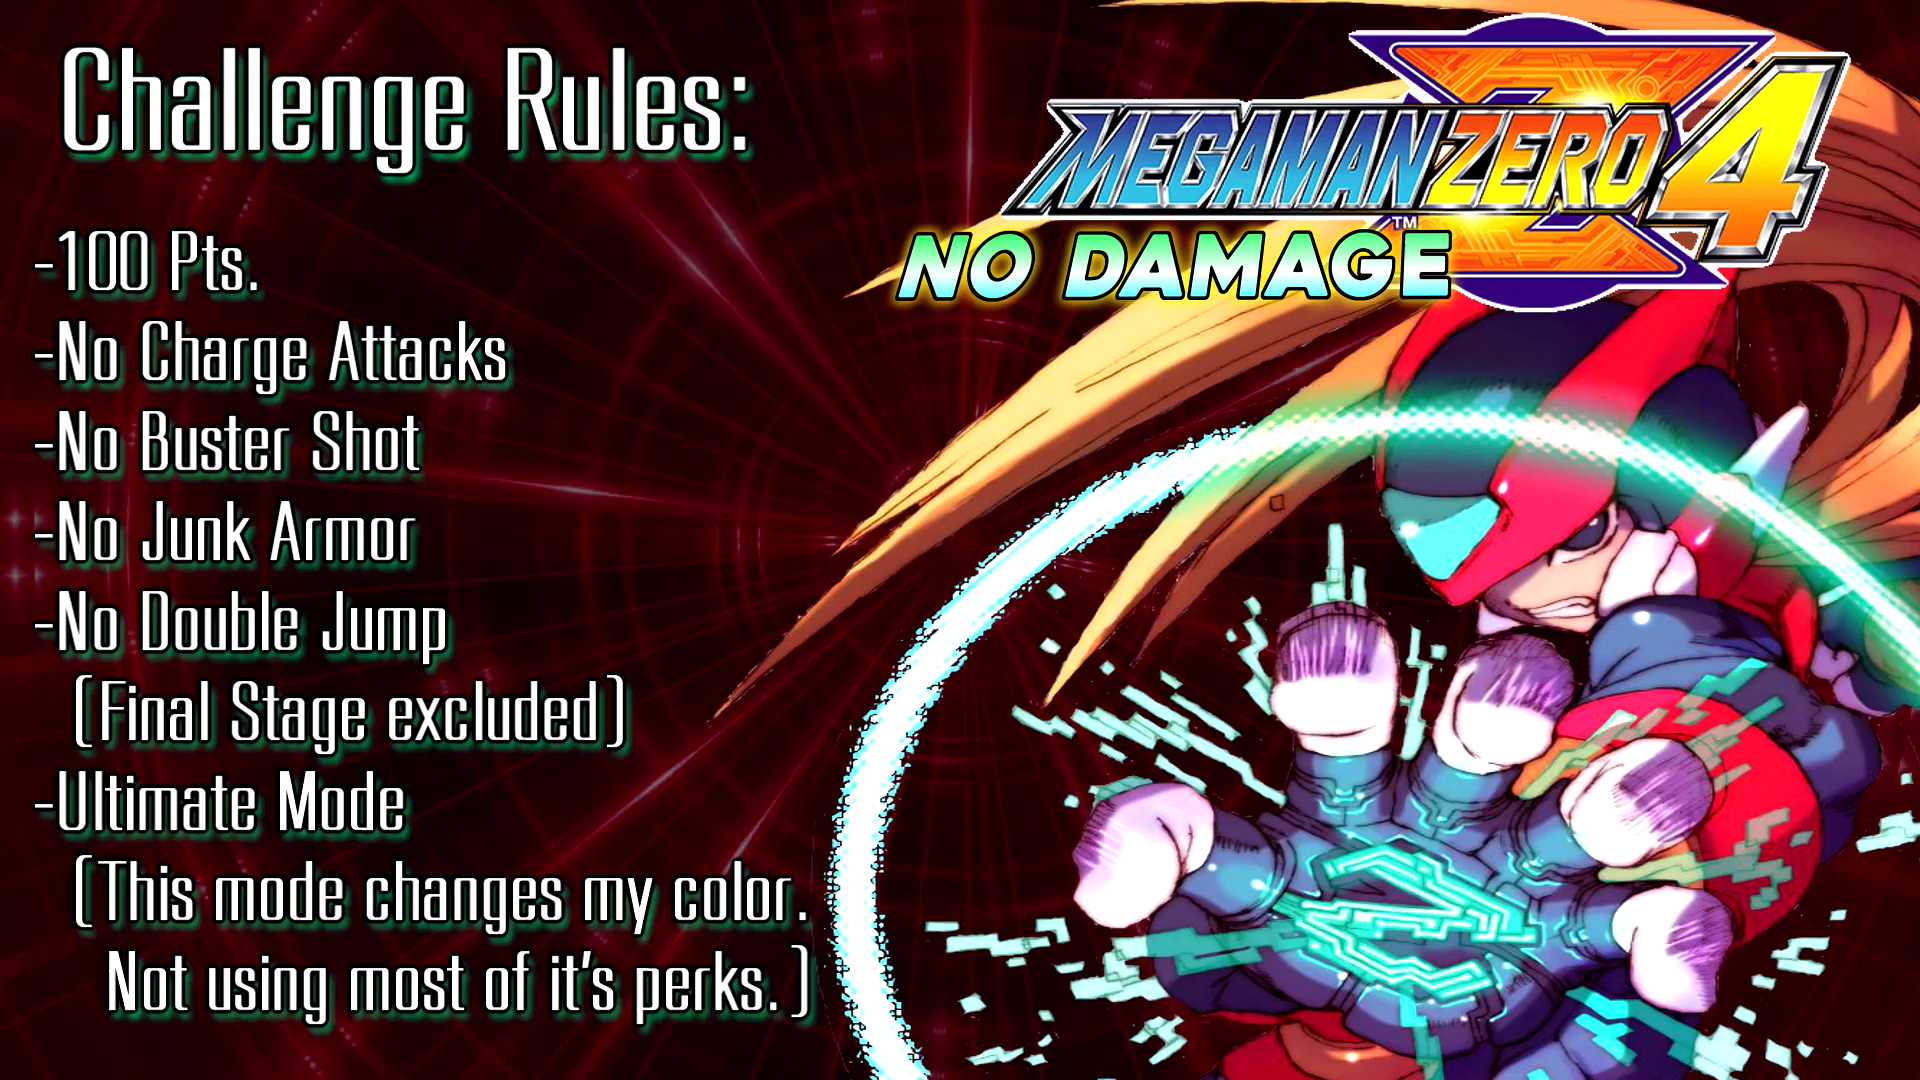 Challenge Rules:
-100 Pts.
-No Charge Attacks
-No Buster Shot
-No Junk Armor
-No Double Jump
(Final Stage excluded)
-Ultimate Mode
(This mode changes my color.
Not using most of it's perks.)
MEGAMAN ZERO 4
TM
NO DAMAGE